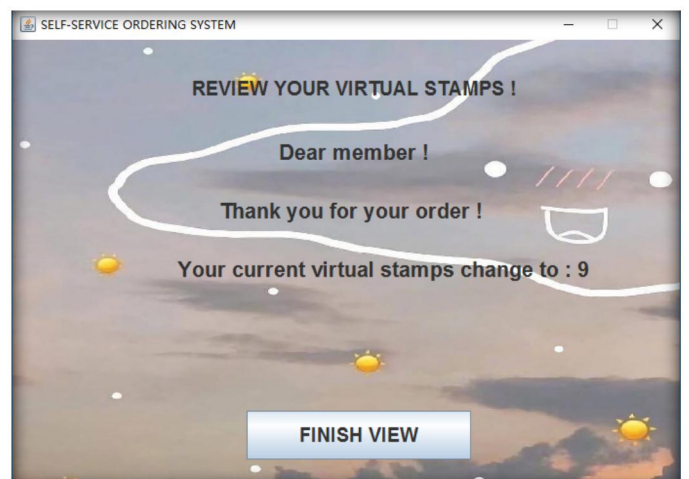 SELF-SERVICE ORDERING SYSTEM
REVIEW YOUR VIRTUAL STAMPS !
Dear member !
Thank you for your order !
Your current virtual stamps change to : 9
FINISH VIEW